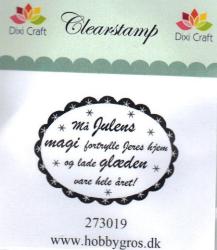 Dixi Craft
Clearstamp
Dixi Craft
Må Julens
magi fortrylle Jeres hjem
og lade glæden
vare hele året!
273019
www.hobbygros.dk